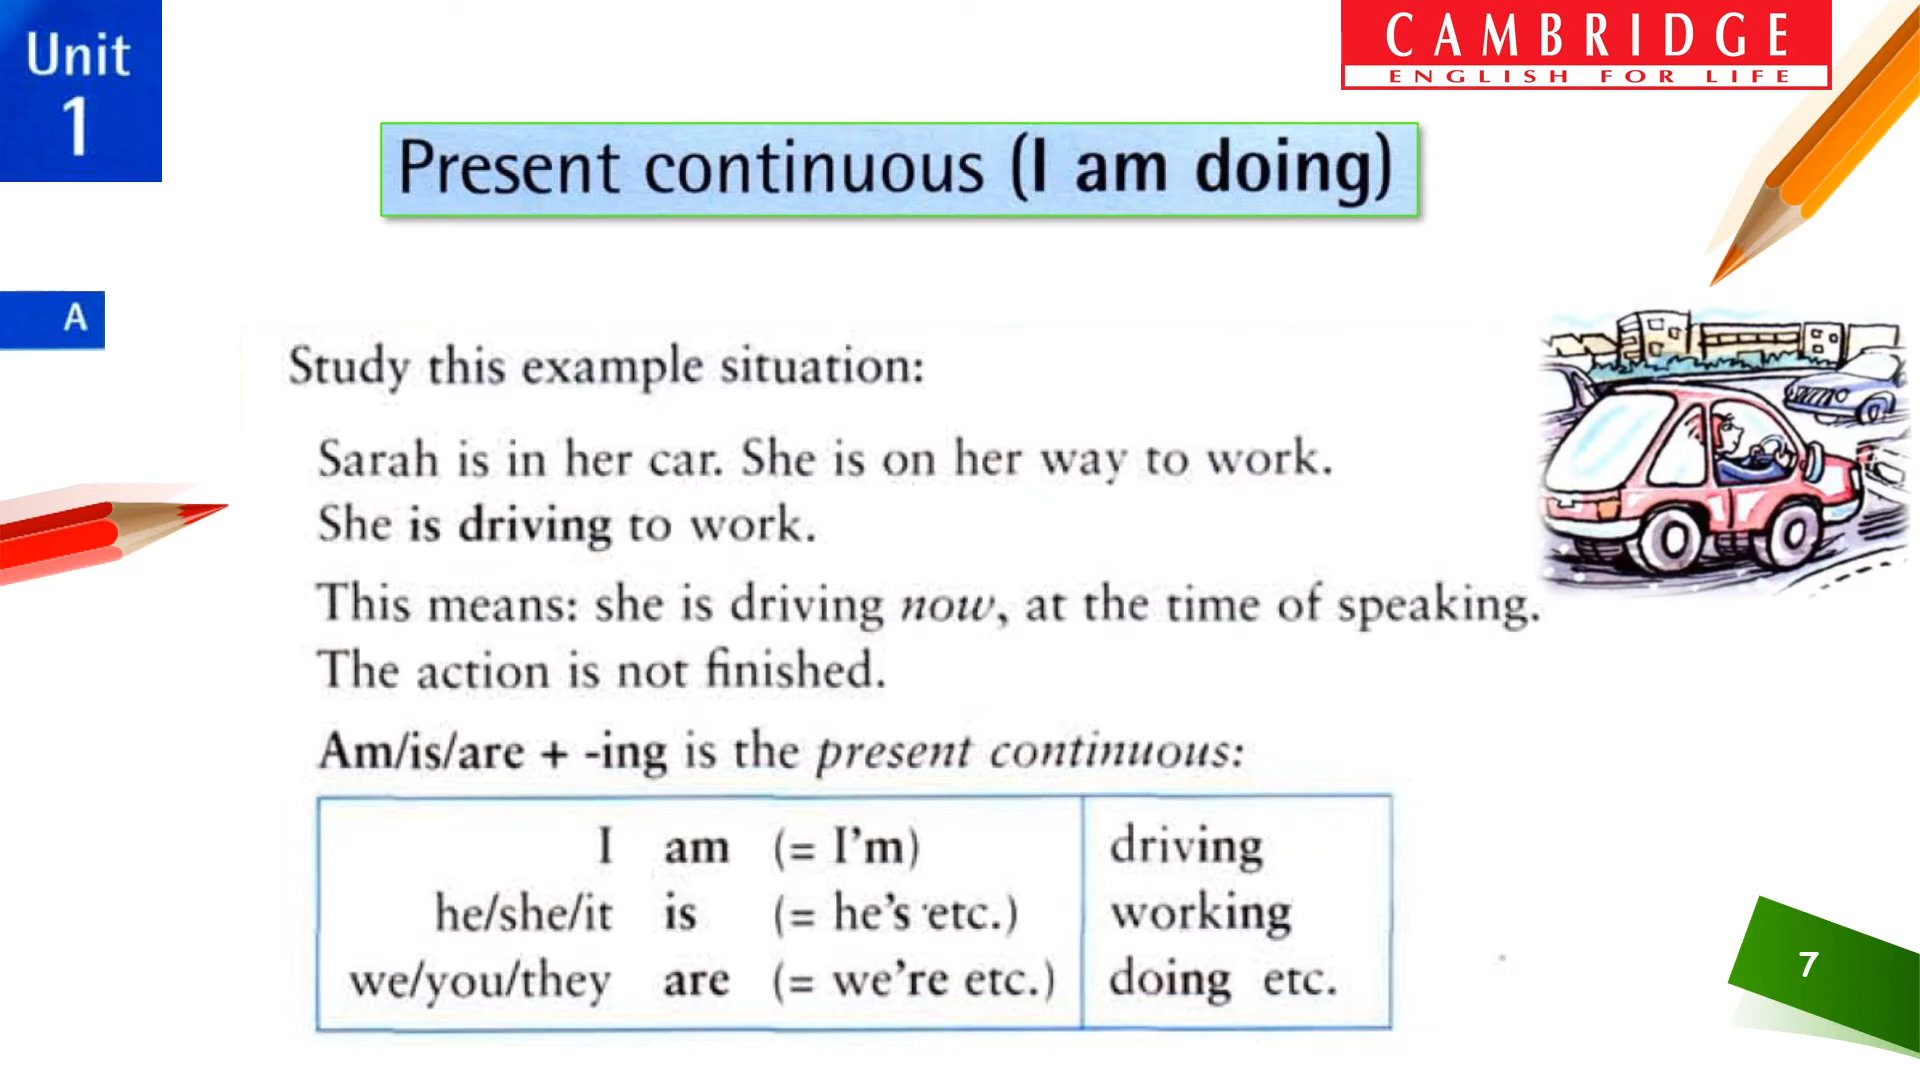 Unit
1
CAMBRIDGE
ENGLISH FOR LIFE
Present continuous (I am doing)
A
Study this example situation:
Sarah is in her car. She is on her way to work.
She is driving to work.
This means: she is driving now, at the time of speaking.
The action is not finished.
Am/is/are + -ing is the present continuous:
I am (= I'm) driving
he/she/it is (= he's etc.) working
we/you/they are (= we're etc.) doing etc.
7